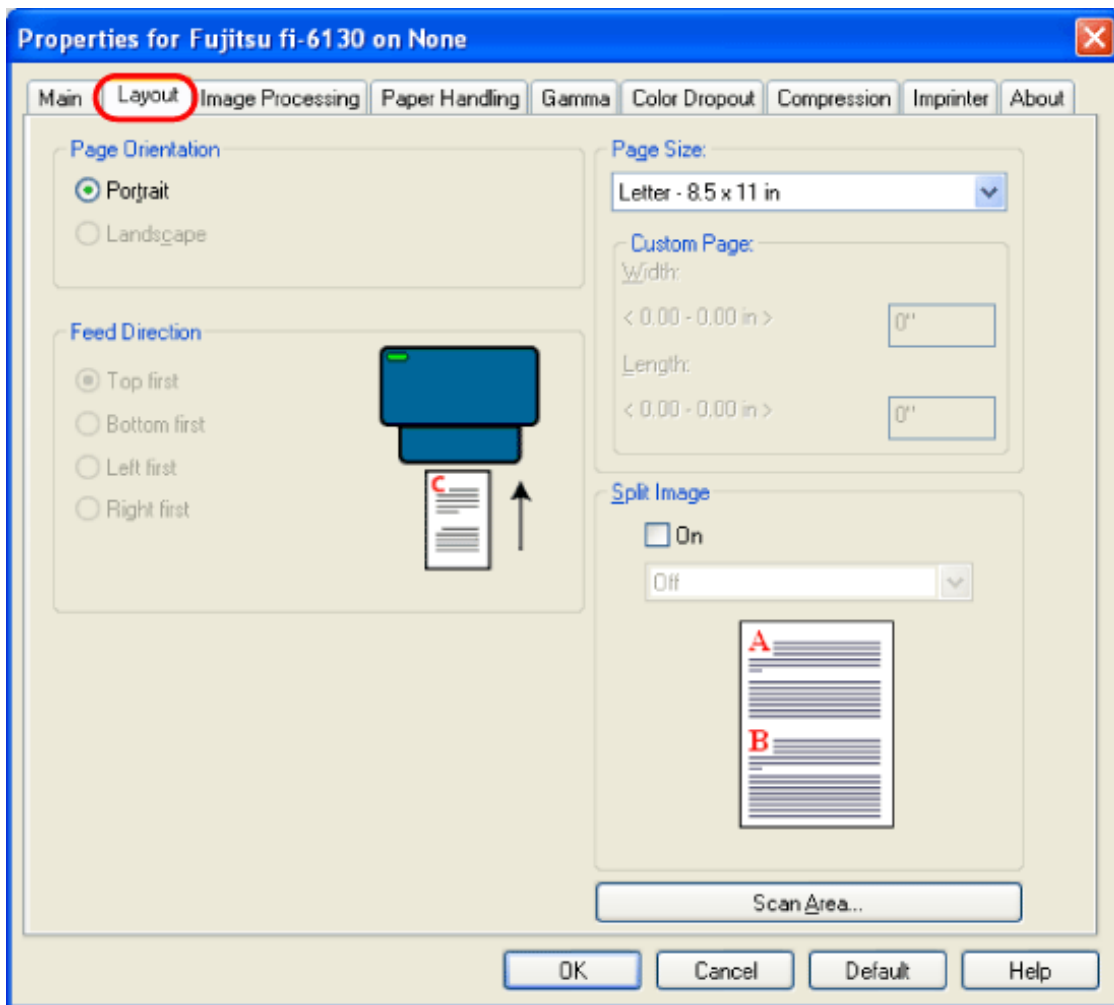 Properties for Fujitsu fi-6130 on None
Main Layout Image Processing Paper Handling Gamma Color Dropout Compression Imprinter About
Page Orientation
Portrait
Landscape
Feed Direction
Top first
Bottom first
Left first
Right first
C
Page Size:
Letter - 8.5 x 11 in
Custom Page:
Width:
< 0.00 - 0.00 in > 0"
Length:
< 0.00 - 0.00 in > 0"
Split Image
On
Off
A
B
Scan Area...
OK Cancel Default Help